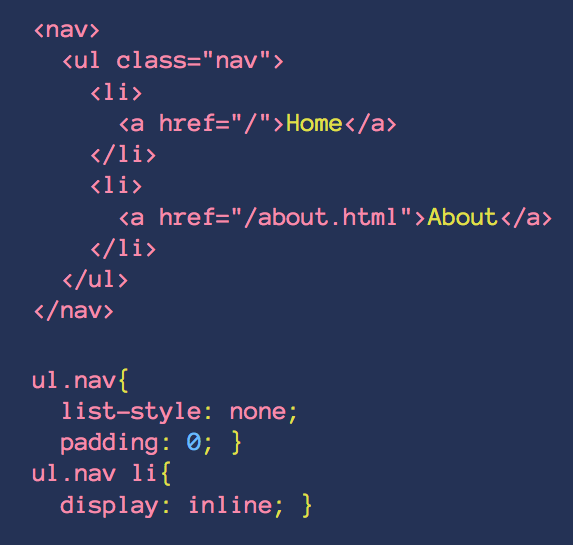 <nav>
  <ul class="nav">
    <li>
      <a href="/">Home</a>
    </li>
    <li>
      <a href="/about.html">About</a>
    </li>
  </ul>
</nav>

ul.nav{
  list-style: none;
  padding: 0; }
ul.nav li{
  display: inline; }